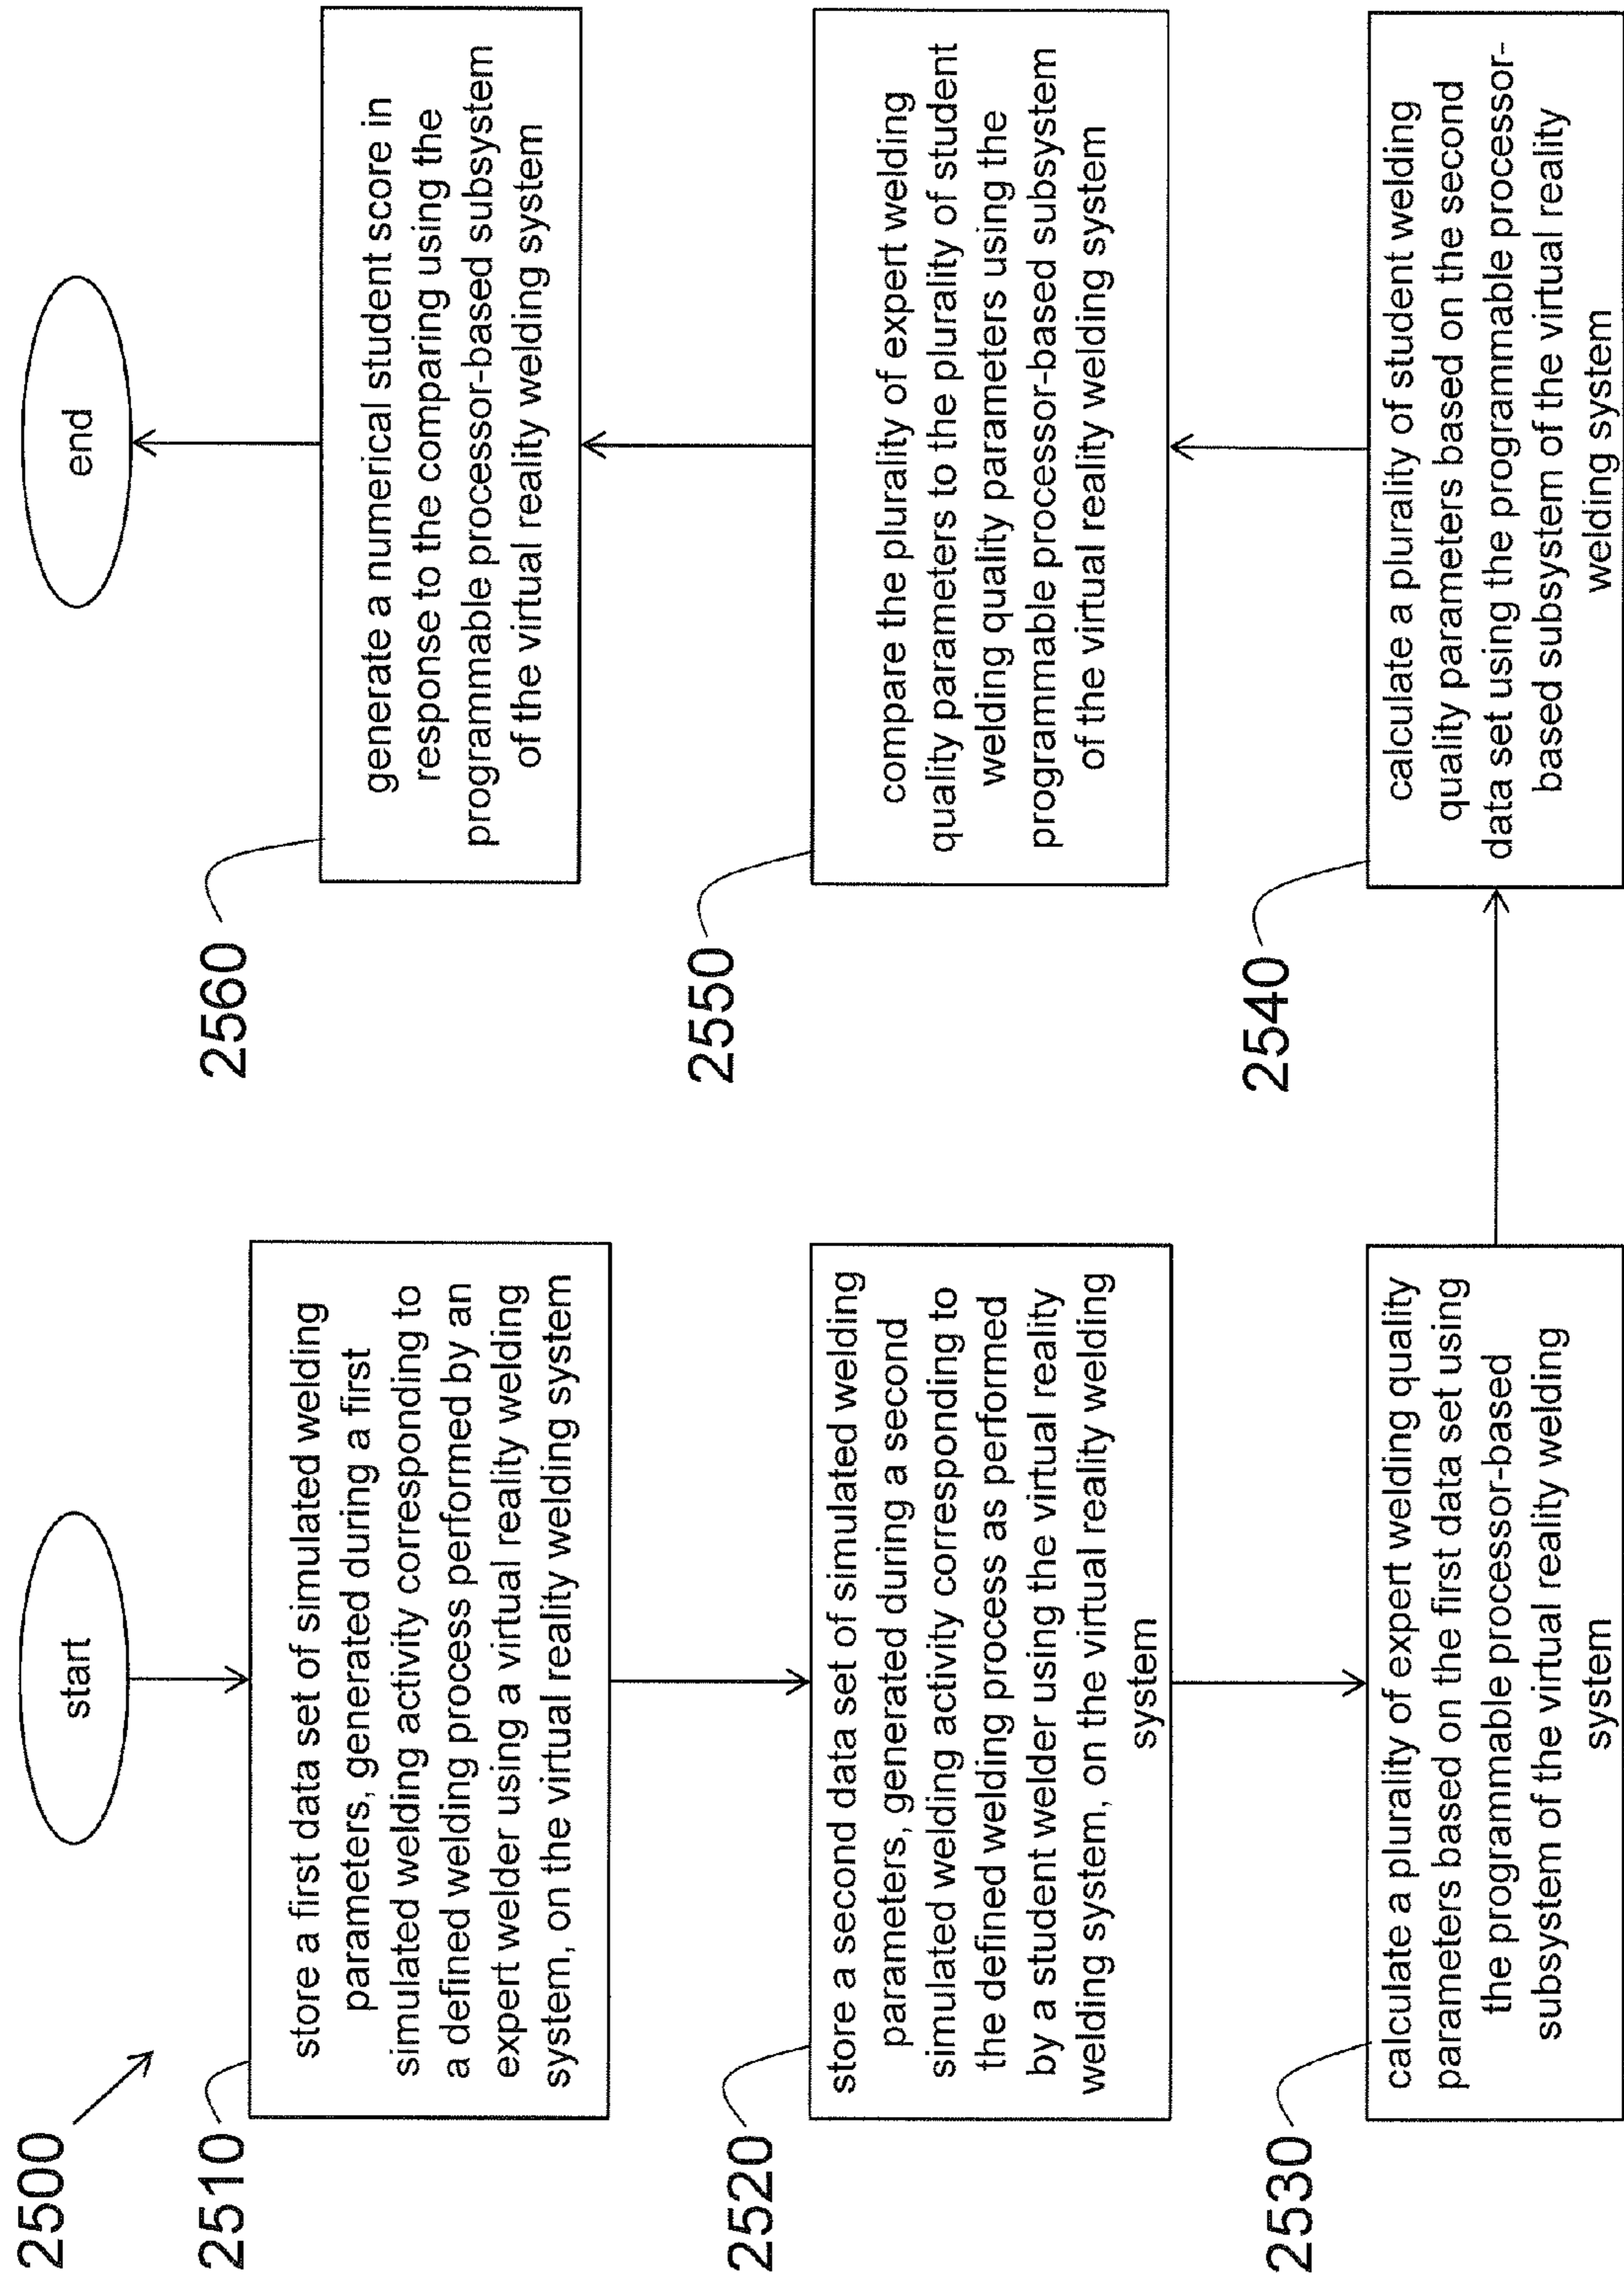 2500
start
2510
store a first data set of simulated welding
parameters, generated during a first
simulated welding activity corresponding to
a defined welding process performed by an
expert welder using a virtual reality welding
system, on the virtual reality welding system
2520
store a second data set of simulated welding
parameters, generated during a second
simulated welding activity corresponding to
the defined welding process as performed
by a student welder using the virtual reality
welding system, on the virtual reality welding
system
2530
calculate a plurality of expert welding quality
parameters based on the first data set using
the programmable processor-based
subsystem of the virtual reality welding
system
2540
calculate a plurality of student welding
quality parameters based on the second
data set using the programmable processor-
based subsystem of the virtual reality
welding system
2550
compare the plurality of expert welding
quality parameters to the plurality of student
welding quality parameters using the
programmable processor-based subsystem
of the virtual reality welding system
2560
generate a numerical student score in
response to the comparing using the
programmable processor-based subsystem
of the virtual reality welding system
end